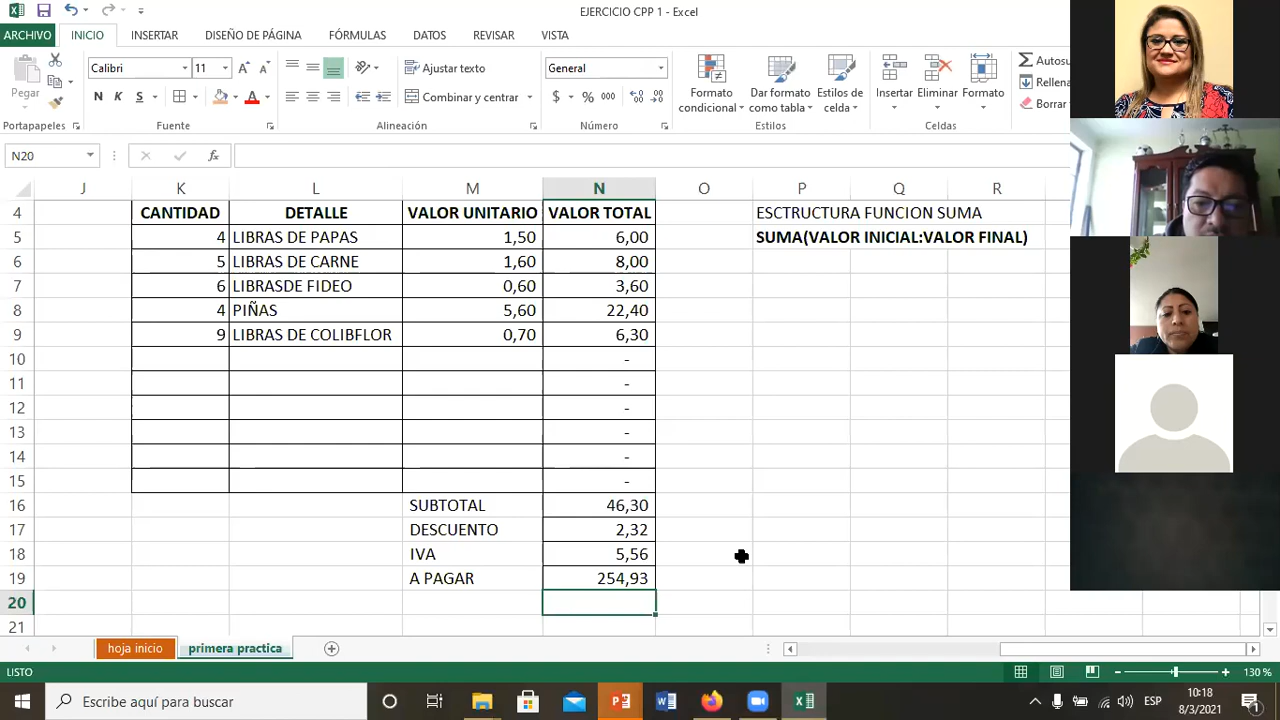 EJERCICIO CPP 1 - Excel
ARCHIVO INICIO INSERTAR DISEÑO DE PÁGINA FÓRMULAS DATOS REVISAR VISTA
Pegar
Calibri 11
N K S
Ajustar texto
Combinar y centrar
General
$ % 000
Formato condicional
Dar formato como tabla
Estilos de celda
Insertar Eliminar Formato
Autosu
Rellena
Borrar
Portapapeles Fuente Alineación Número Estilos Celdas
N20 fx
J K L M N O P Q R
4 CANTIDAD DETALLE VALOR UNITARIO VALOR TOTAL ESCTRUCTURA FUNCION SUMA
5 4 LIBRAS DE PAPAS 1,50 6,00 SUMA(VALOR INICIAL:VALOR FINAL)
6 5 LIBRAS DE CARNE 1,60 8,00
7 6 LIBRASDE FIDEO 0,60 3,60
8 4 PIÑAS 5,60 22,40
9 9 LIBRAS DE COLIBFLOR 0,70 6,30
10 -
11 -
12 -
13 -
14 -
15 -
16 SUBTOTAL 46,30
17 DESCUENTO 2,32
18 IVA 5,56
19 A PAGAR 254,93
20
21
hoja inicio primera practica
LISTO 130 %
Escribe aquí para buscar
ESP
10:18
8/3/2021